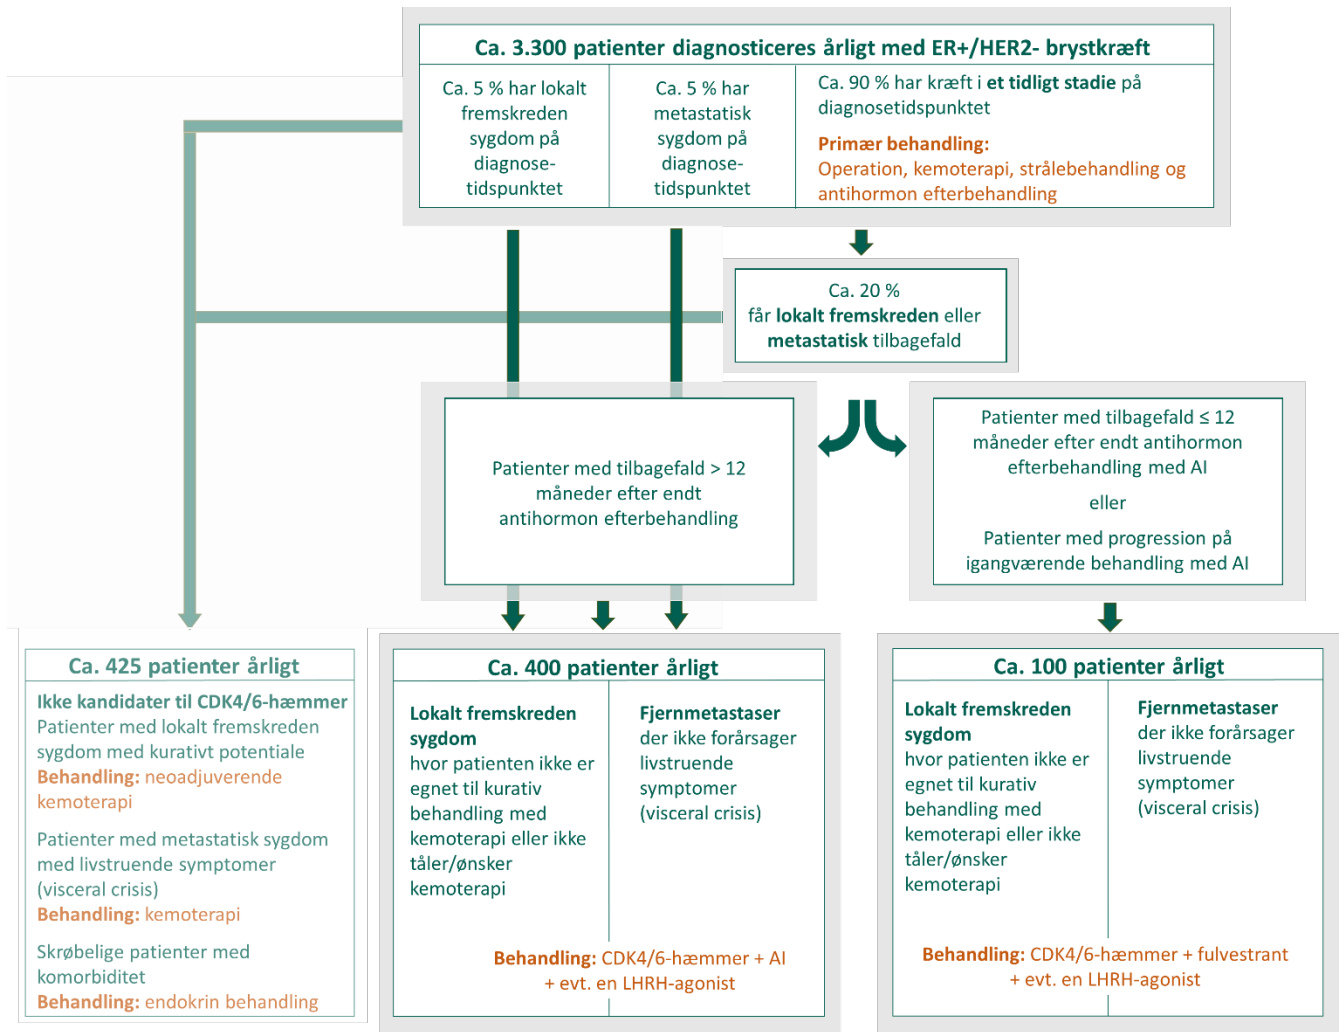 Ca. 3.300 patienter diagnosticeres årligt med ER+/HER2- brystkræft
Ca. 5 % har lokalt
fremskreden
sygdom på
diagnose-
tidspunktet
Ca. 5 % har
metastatisk
sygdom på
diagnose-
tidspunktet
Ca. 90 % har kræft i et tidligt stadie på
diagnosetidspunktet
Primær behandling:
Operation, kemoterapi, strålebehandling og
antihormon efterbehandling
Ca. 20 %
får lokalt fremskreden eller
metastatisk tilbagefald
Patienter med tilbagefald > 12
måneder efter endt
antihormon efterbehandling
Patienter med tilbagefald ≤ 12
måneder efter endt antihormon
efterbehandling med AI
eller
Patienter med progression på
igangværende behandling med AI
Ca. 425 patienter årligt
Ikke kandidater til CDK4/6-hæmmer
Patienter med lokalt fremskreden
sygdom med kurativt potentiale
Behandling: neoadjuverende
kemoterapi
Patienter med metastatisk sygdom
med livstruende symptomer
(visceral crisis)
Behandling: kemoterapi
Skrøbelige patienter med
komorbiditet
Behandling: endokrin behandling
Ca. 400 patienter årligt
Lokalt fremskreden
sygdom
hvor patienten ikke er
egnet til kurativ
behandling med
kemoterapi eller ikke
tåler/ønsker
kemoterapi
Fjernmetastaser
der ikke forårsager
livstruende
symptomer
(visceral crisis)
Behandling: CDK4/6-hæmmer + AI
+ evt. en LHRH-agonist
Ca. 100 patienter årligt
Lokalt fremskreden
sygdom
hvor patienten ikke er
egnet til kurativ
behandling med
kemoterapi eller ikke
tåler/ønsker
kemoterapi
Fjernmetastaser
der ikke forårsager
livstruende
symptomer
(visceral crisis)
Behandling: CDK4/6-hæmmer + fulvestrant
+ evt. en LHRH-agonist